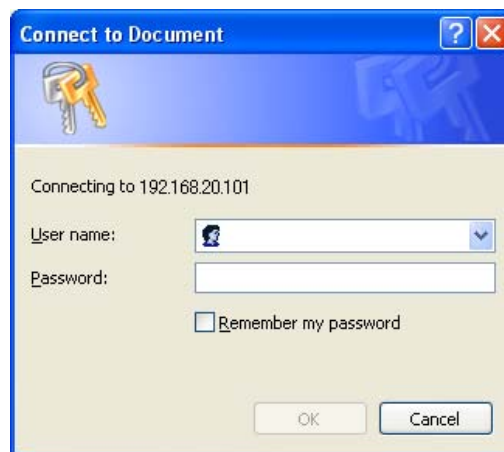 Connect to Document
Connecting to 192.168.20.101
User name:
Password:
Remember my password
OK Cancel